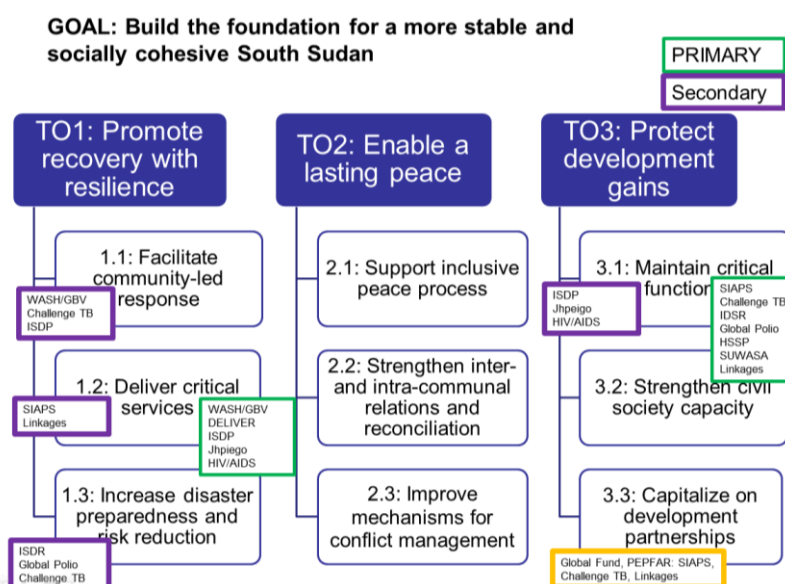 GOAL: Build the foundation for a more stable and
socially cohesive South Sudan
PRIMARY
Secondary
TO1: Promote
recovery with
resilience
1.1: Facilitate
community-led
response
WASH/GBV
Challenge TB
ISDP
1.2: Deliver critical
services
SIAPS
Linkages
WASH/GBV
DELIVER
ISDP
Jhpiego
HIV/AIDS
1.3: Increase disaster
preparedness and
risk reduction
ISDR
Global Polio
Challenge TB
TO2: Enable a
lasting peace
2.1: Support inclusive
peace process
2.2: Strengthen inter-
and intra-communal
relations and
reconciliation
2.3: Improve
mechanisms for
conflict management
TO3: Protect
development
gains
3.1: Maintain critical
function
ISDP
Jhpeigo
HIV/AIDS
SIAPS
Challenge TB
IDSR
Global Polio
HSSP
SUWASA
Linkages
3.2: Strengthen civil
society capacity
3.3: Capitalize on
development
partnerships
Global Fund, PEPFAR: SIAPS,
Challenge TB, Linkages